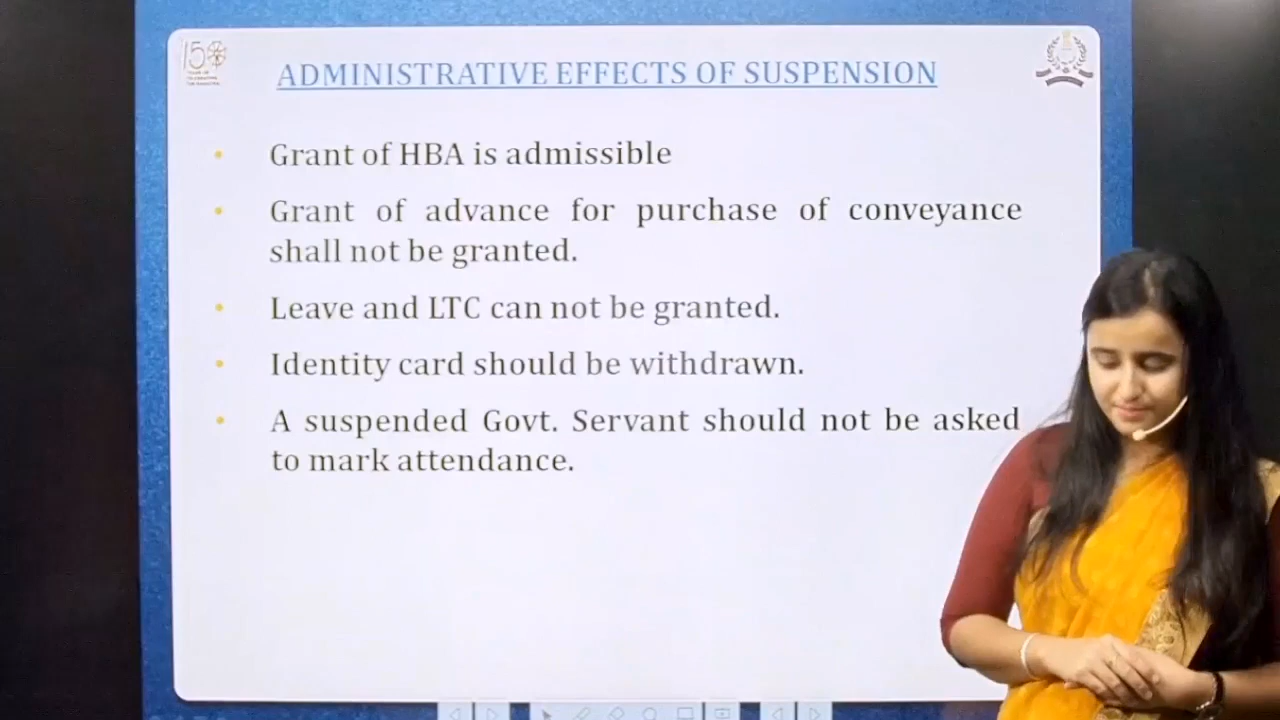 ADMINISTRATIVE EFFECTS OF SUSPENSION
• Grant of HBA is admissible
• Grant of advance for purchase of conveyance
shall not be granted.
• Leave and LTC can not be granted.
• Identity card should be withdrawn.
• A suspended Govt. Servant should not be asked
to mark attendance.
150